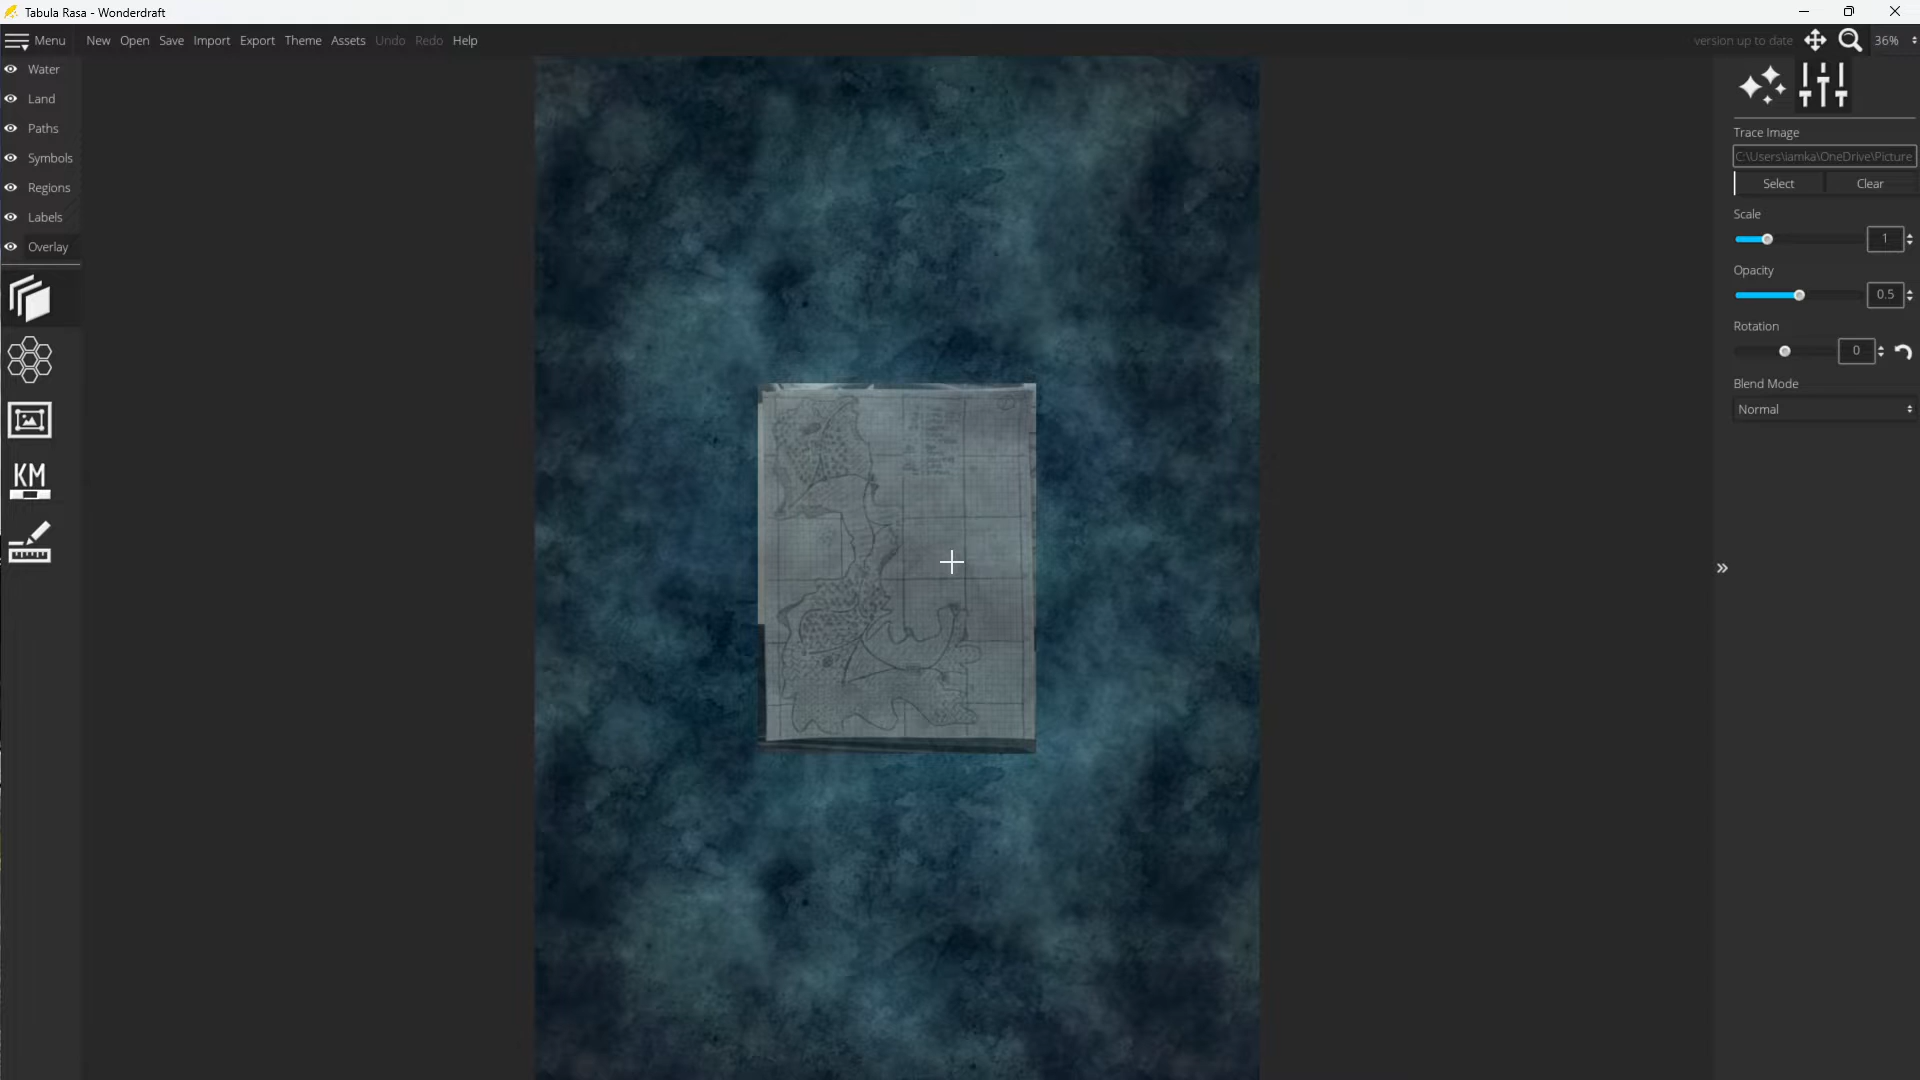 Tabula Rasa - Wonderdraft
Menu New Open Save Import Export Theme Assets Undo Redo Help version up to date 36%
Water
Land
Paths
Symbols
Regions
Labels
Overlay
KM
Trace Image
C:\Users\iamka\OneDrive\Picture
Select Clear
Scale
1
Opacity
0.5
Rotation
0
Blend Mode
Normal